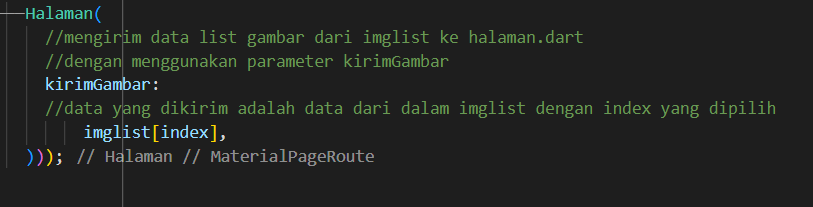 Halaman(
//mengirim data list gambar dari imglist ke halaman.dart
//dengan menggunakan parameter kirimGambar
kirimGambar:
//data yang dikirim adalah data dari dalam imglist dengan index yang dipilih
imglist[index],
))); // Halaman // MaterialPageRoute